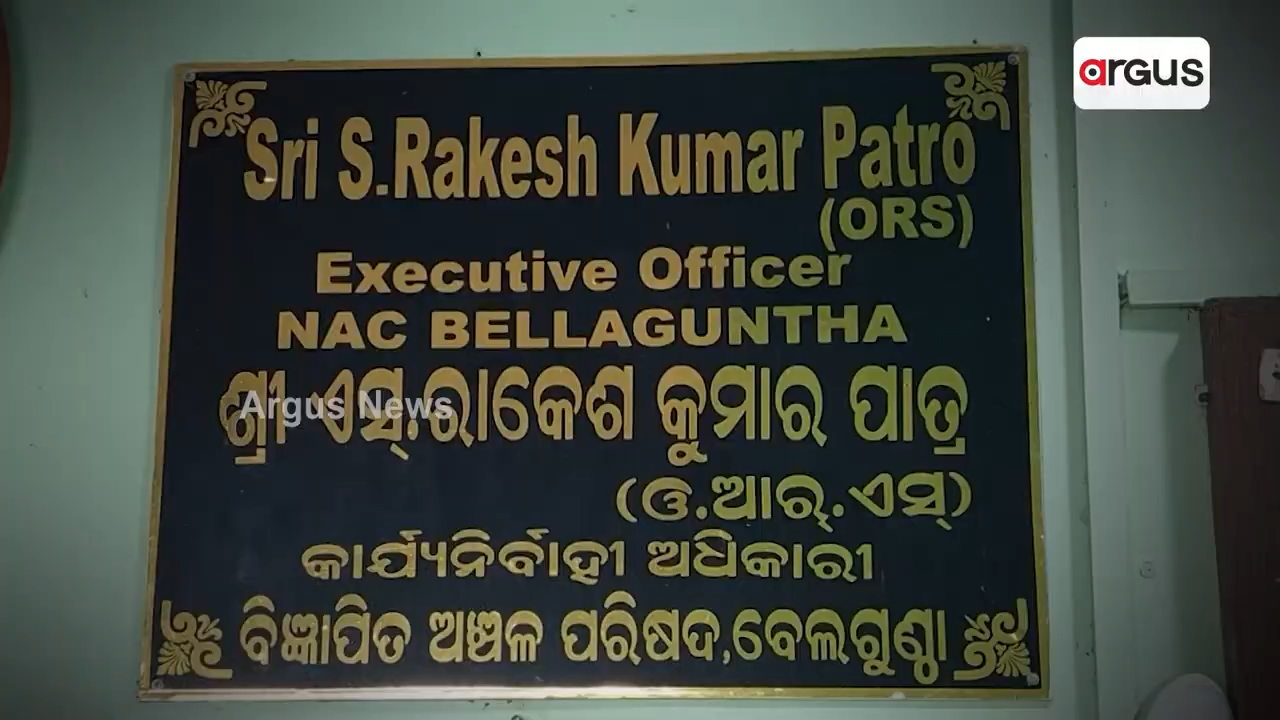 argus
Sri S.Rakesh Kumar Patro
(ORS)
Executive Officer
NAC BELLAGUNTHA
ଶ୍ରୀ ଏସ୍.ରାକେଶ କୁମାର ପାତ୍ର
Argus News
(ଓ.ଆର୍.ଏସ୍)
କାର୍ଯ୍ୟନିର୍ବାହୀ ଅଧିକାରୀ
ବିଜ୍ଞାପିତ ଅଞ୍ଚଳ ପରିଷଦ,ବେଲଗୁଣ୍ଠା